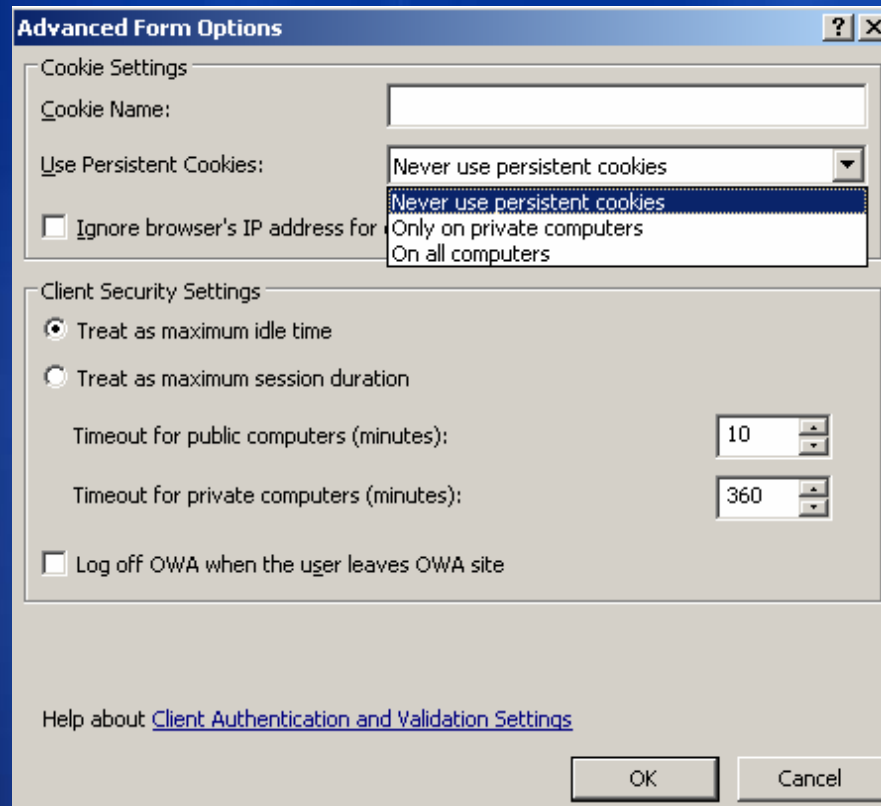 Advanced Form Options
Cookie Settings
Cookie Name:
Use Persistent Cookies: Never use persistent cookies
Never use persistent cookies
Ignore browser's IP address for Only on private computers
On all computers
Client Security Settings
Treat as maximum idle time
Treat as maximum session duration
Timeout for public computers (minutes): 10
Timeout for private computers (minutes): 360
Log off OWA when the user leaves OWA site
Help about Client Authentication and Validation Settings
OK Cancel